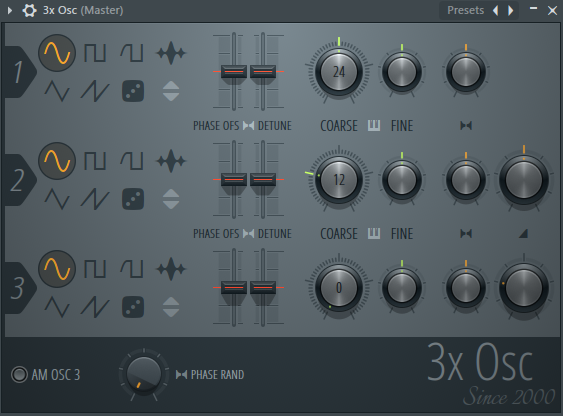 3x Osc (Master)
Presets
1
24
PHASE OFS DETUNE COARSE FINE
2
12
PHASE OFS DETUNE COARSE FINE
3
0
AM OSC 3
PHASE RAND
3x Osc
Since 2000